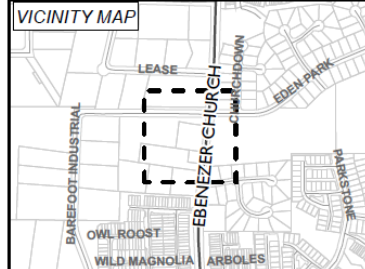 VICINITY MAP
LEASE
CHURCHDOWN
EDEN PARK
EBENEZER-CHURCH
BAREFOOT INDUSTRIAL
PARKSTONE
OWL ROOST
WILD MAGNOLIA
ARBOLES